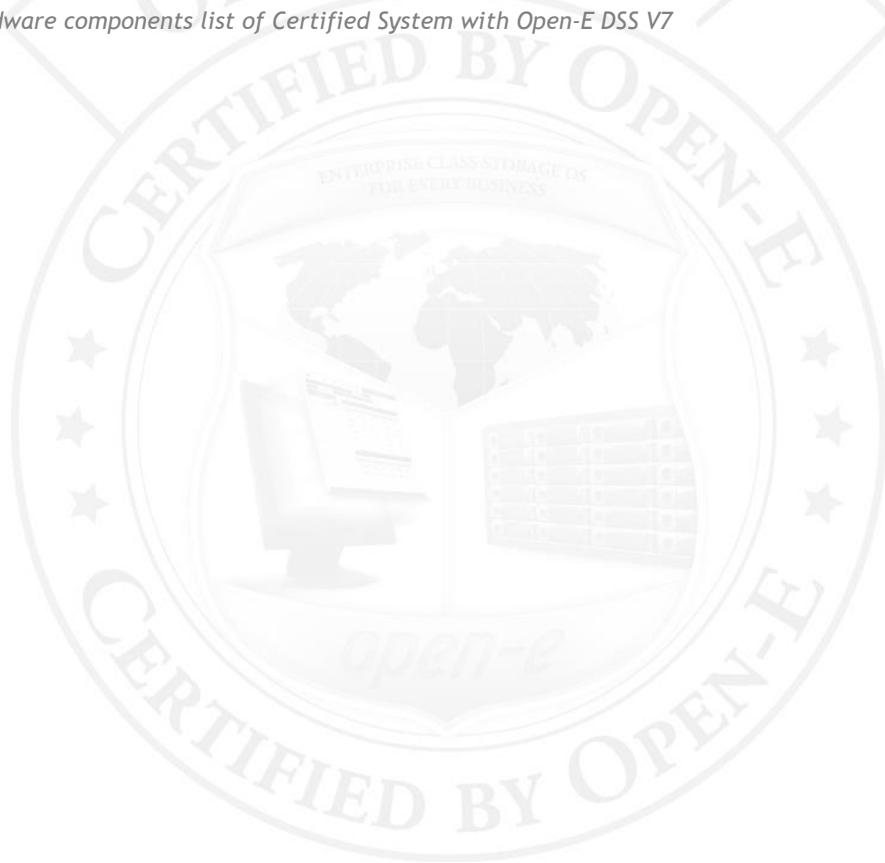 dware components list of Certified System with Open-E DSS V7
CERTIFIED BY OPEN-E
ENTERPRISE CLASS STORAGE OS
FOR EVERY BUSINESS
open-e
CERTIFIED BY OPEN-E